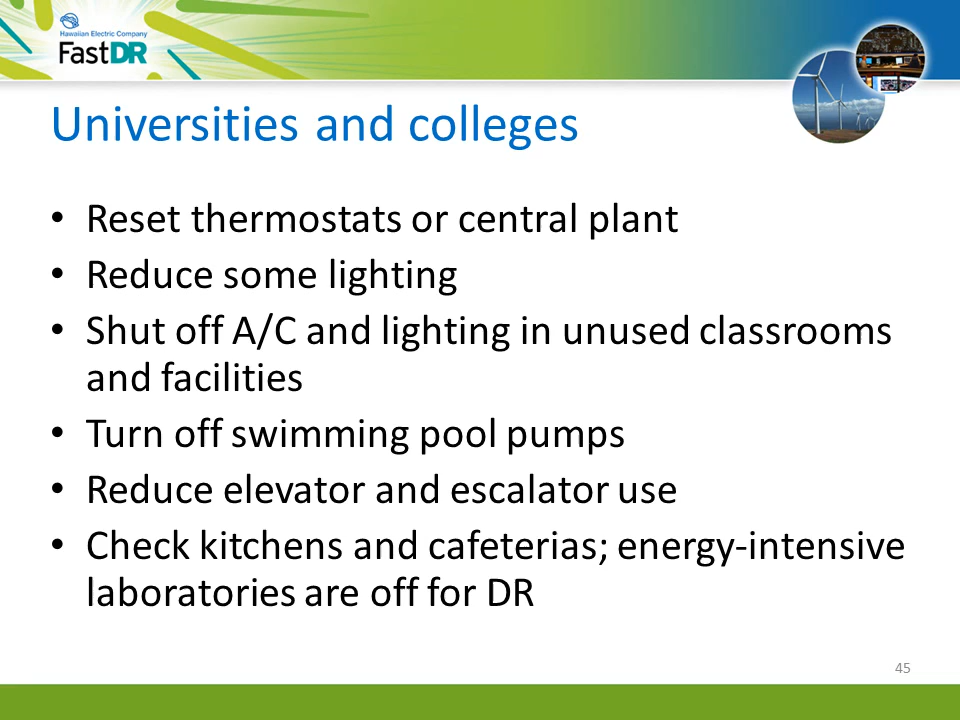 Hawaiian Electric Company
FastDR
Universities and colleges
• Reset thermostats or central plant
• Reduce some lighting
• Shut off A/C and lighting in unused classrooms
and facilities
• Turn off swimming pool pumps
• Reduce elevator and escalator use
• Check kitchens and cafeterias; energy-intensive
laboratories are off for DR
45